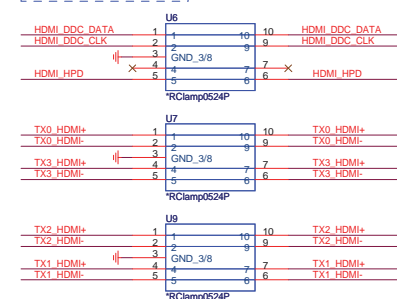 U6
HDMI_DDC_DATA 1 1 10 10 HDMI_DDC_DATA
HDMI_DDC_CLK 2 2 9 9 HDMI_DDC_CLK
3 GND_3/8
4 4 7 7
HDMI_HPD 5 5 6 6 HDMI_HPD
*RClamp0524P
U7
TX0_HDMI+ 1 1 10 10 TX0_HDMI+
TX0_HDMI- 2 2 9 9 TX0_HDMI-
3 GND_3/8
TX3_HDMI+ 4 4 7 7 TX3_HDMI+
TX3_HDMI- 5 5 6 6 TX3_HDMI-
*RClamp0524P
U9
TX2_HDMI+ 1 1 10 10 TX2_HDMI+
TX2_HDMI- 2 2 9 9 TX2_HDMI-
3 GND_3/8
TX1_HDMI+ 4 4 7 7 TX1_HDMI+
TX1_HDMI- 5 5 6 6 TX1_HDMI-
*RClamp0524P